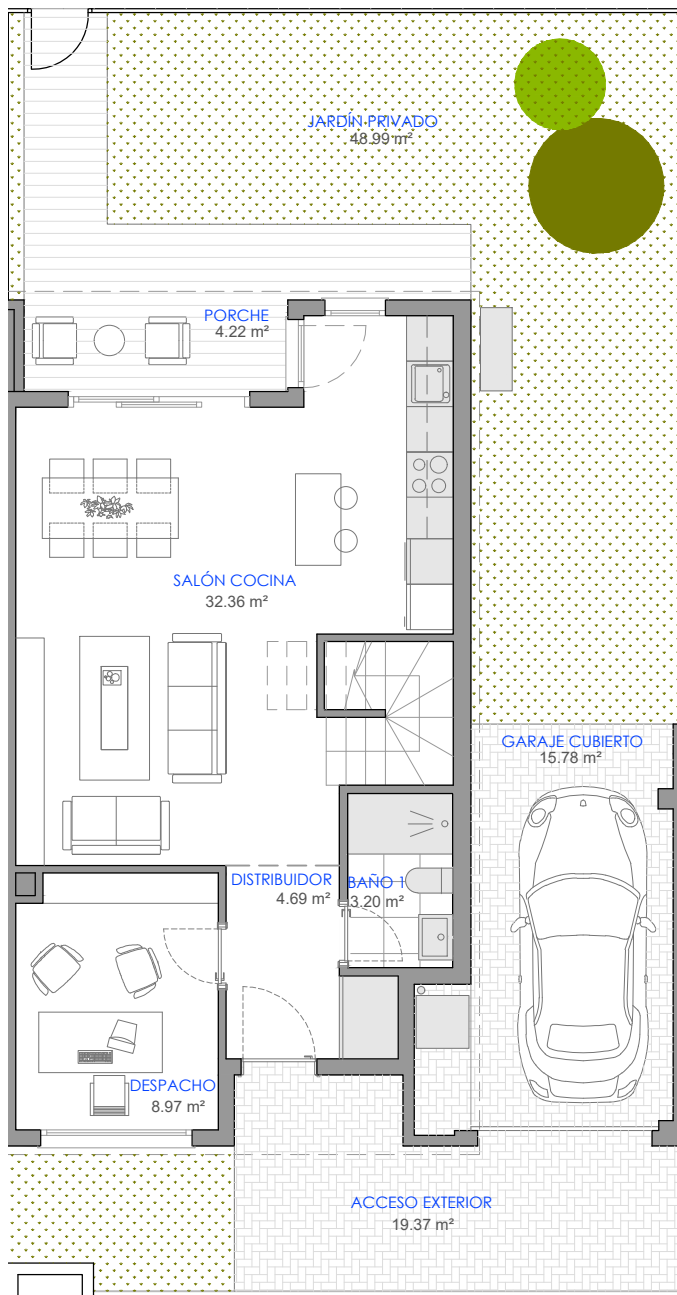 JARDÍN PRIVADO
48.99 m²
PORCHE
4.22 m²
SALÓN COCINA
32.36 m²
GARAJE CUBIERTO
15.78 m²
DISTRIBUIDOR
4.69 m²
BAÑO 1
3.20 m²
DESPACHO
8.97 m²
ACCESO EXTERIOR
19.37 m²